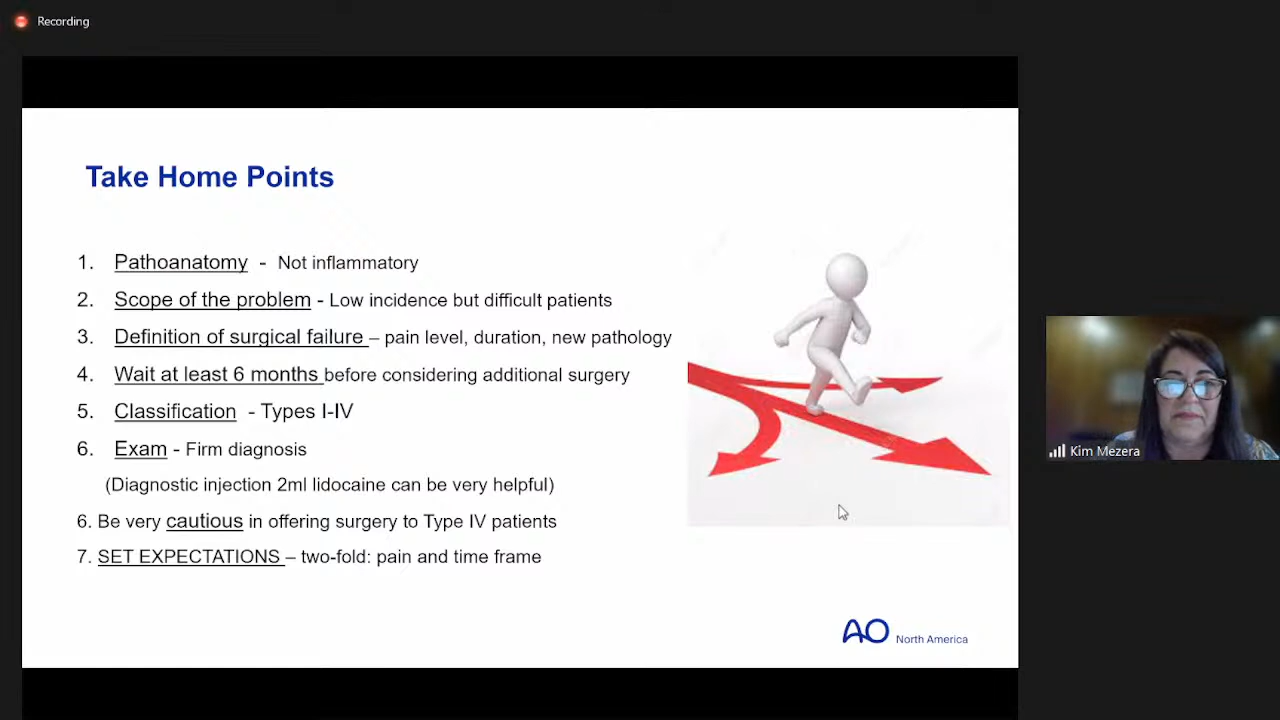 Recording
Take Home Points
1. Pathoanatomy - Not inflammatory
2. Scope of the problem - Low incidence but difficult patients
3. Definition of surgical failure – pain level, duration, new pathology
4. Wait at least 6 months before considering additional surgery
5. Classification - Types I-IV
6. Exam - Firm diagnosis
(Diagnostic injection 2ml lidocaine can be very helpful)
6. Be very cautious in offering surgery to Type IV patients
7. SET EXPECTATIONS – two-fold: pain and time frame
AO North America
Kim Mezera